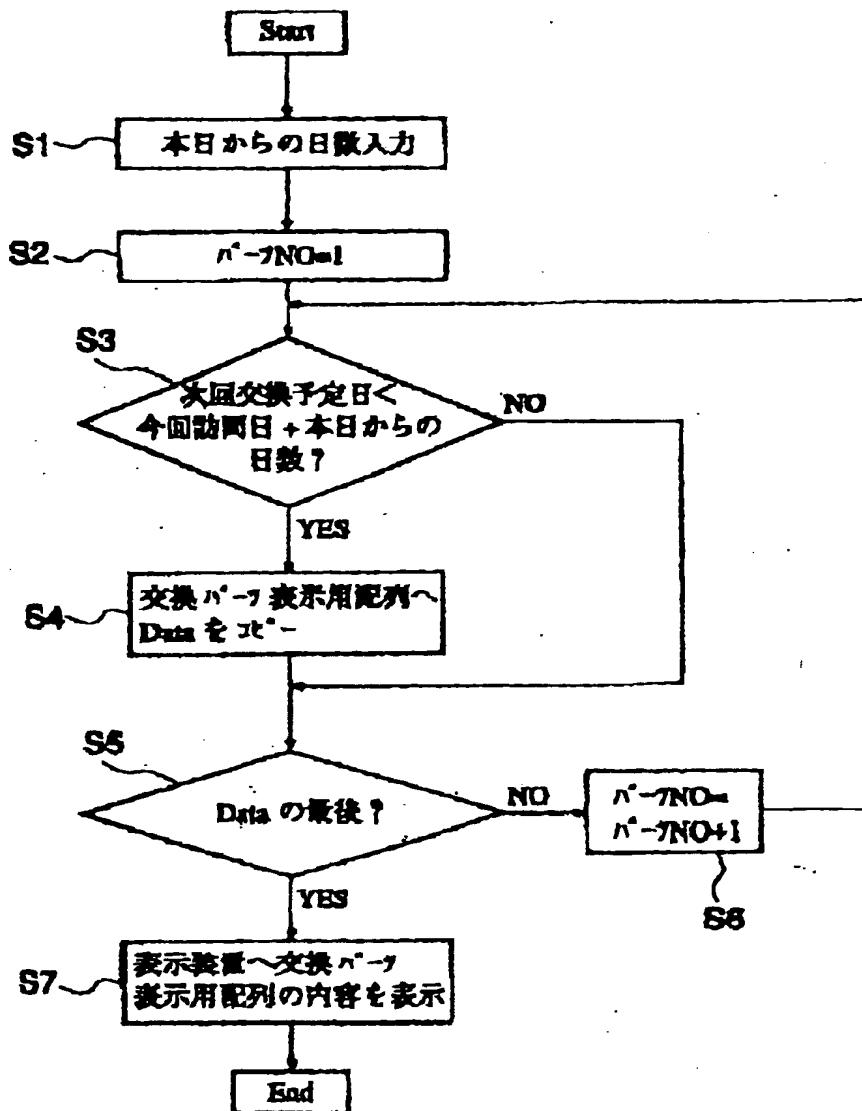 Start
S1
本日からの日数入力
S2
パーツNO=1
S3
次回交換予定日<
今回訪問日+本日からの
日数?
NO
YES
S4
交換パーツ表示用配列へ
Dataをコピー
S5
Dataの最後?
NO
パーツNO=
パーツNO+1
S6
YES
S7
表示装置へ交換パーツ
表示用配列の内容を表示
End